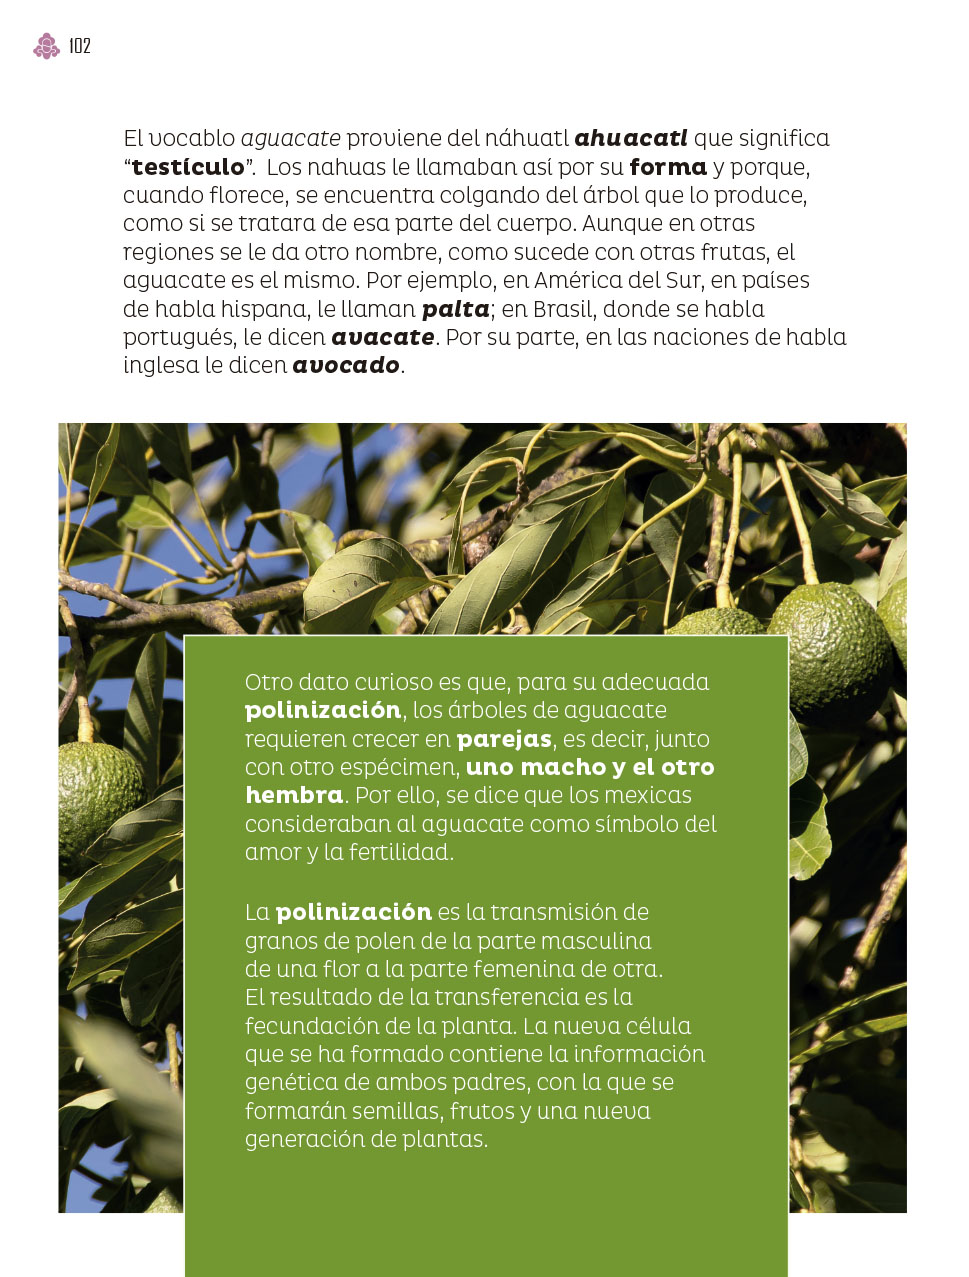 102
El vocablo aguacate proviene del náhuatl ahuacatl que significa
“testículo”. Los nahuas le llamaban así por su forma y porque,
cuando florece, se encuentra colgando del árbol que lo produce,
como si se tratara de esa parte del cuerpo. Aunque en otras
regiones se le da otro nombre, como sucede con otras frutas, el
aguacate es el mismo. Por ejemplo, en América del Sur, en países
de habla hispana, le llaman palta; en Brasil, donde se habla
portugués, le dicen avacate. Por su parte, en las naciones de habla
inglesa le dicen avocado.
Otro dato curioso es que, para su adecuada
polinización, los árboles de aguacate
requieren crecer en parejas, es decir, junto
con otro espécimen, uno macho y el otro
hembra. Por ello, se dice que los mexicas
consideraban al aguacate como símbolo del
amor y la fertilidad.
La polinización es la transmisión de
granos de polen de la parte masculina
de una flor a la parte femenina de otra.
El resultado de la transferencia es la
fecundación de la planta. La nueva célula
que se ha formado contiene la información
genética de ambos padres, con la que se
formarán semillas, frutos y una nueva
generación de plantas.